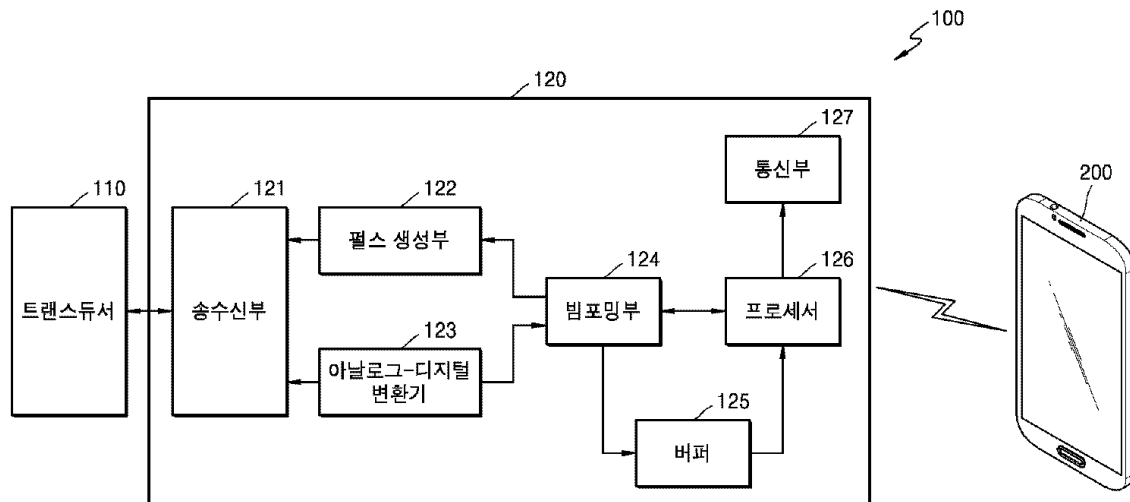 100
120
127
통신부
110
121
122
200
트랜스듀서
송수신부
펄스 생성부
124
126
빔포밍부
프로세서
123
아날로그-디지털
변환기
125
버퍼